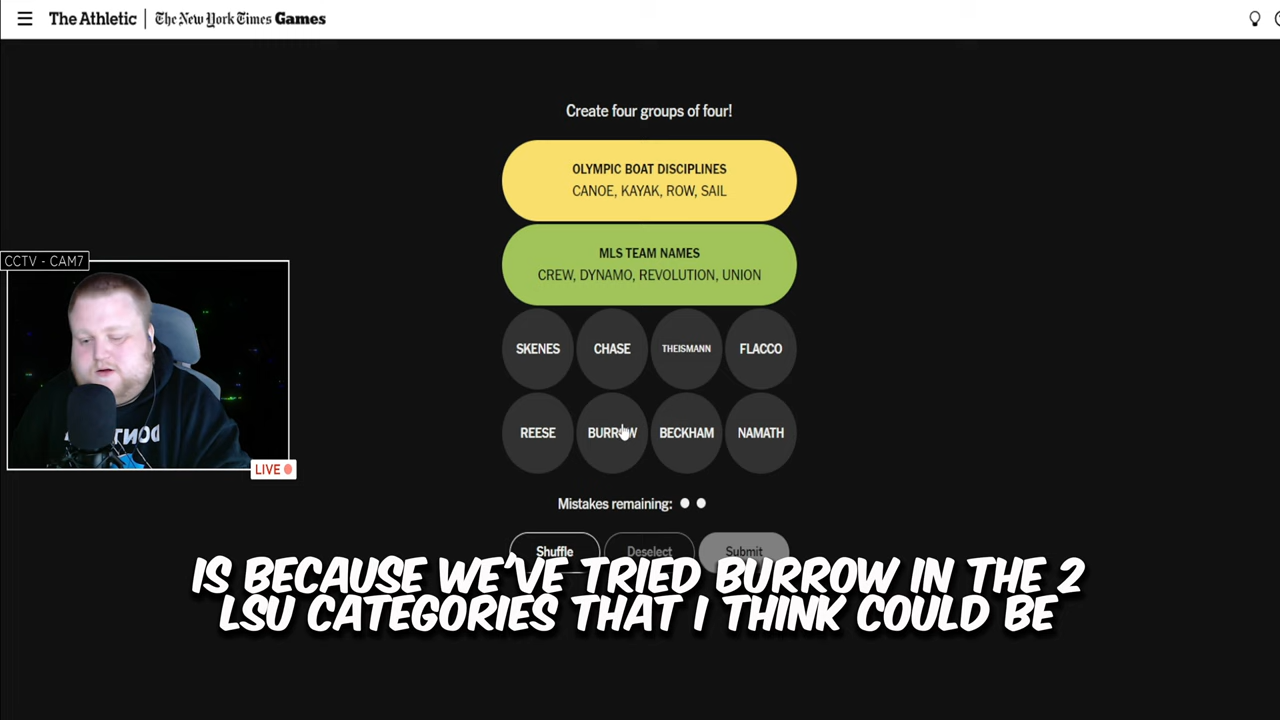 The Athletic | The New York Times Games
Create four groups of four!
OLYMPIC BOAT DISCIPLINES
CANOE, KAYAK, ROW, SAIL
MLS TEAM NAMES
CREW, DYNAMO, REVOLUTION, UNION
CCTV - CAM7
SKENES CHASE THEISMANN FLACCO
REESE BURROW BECKHAM NAMATH
LIVE
Mistakes remaining:
Shuffle Deselect Submit
IS BECAUSE WE'VE TRIED BURROW IN THE 2
LSU CATEGORIES THAT I THINK COULD BE